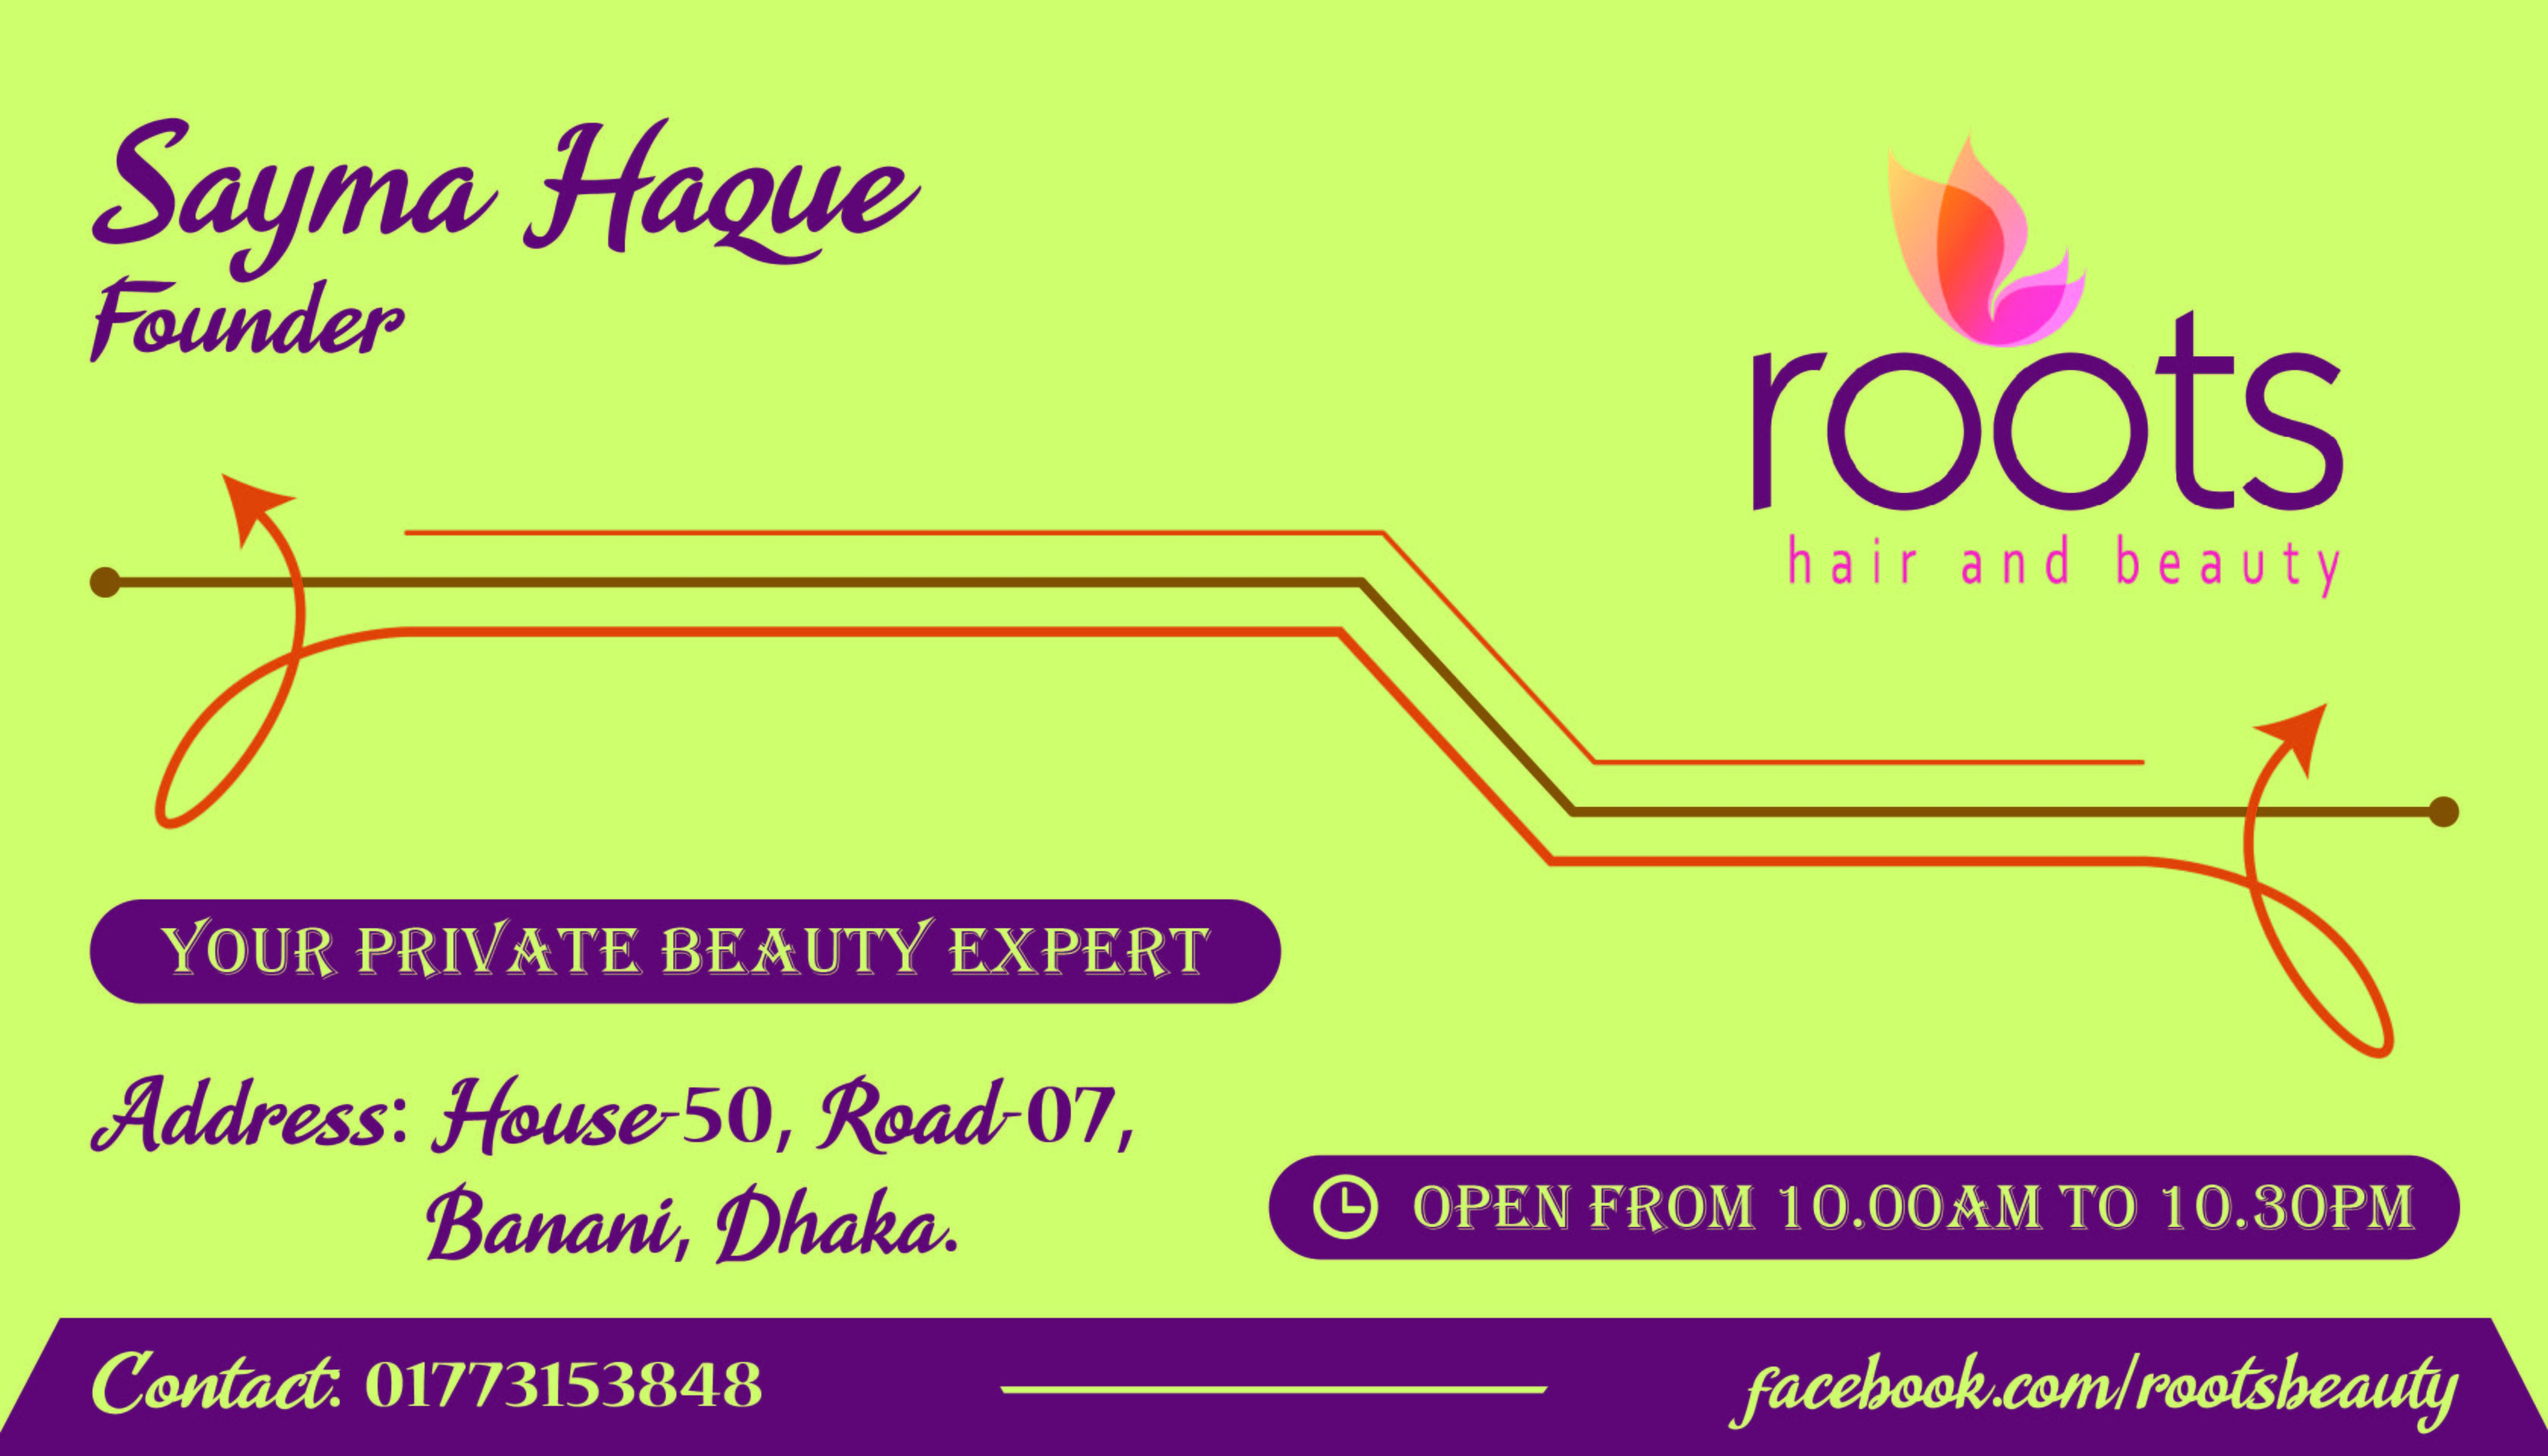 Sayma Haque
Founder
roots
hair and beauty
YOUR PRIVATE BEAUTY EXPERT
Address: House-50, Road-07,
Banani, Dhaka.
OPEN FROM 10.00AM TO 10.30PM
Contact: 01773153848
facebook.com/rootsbeauty